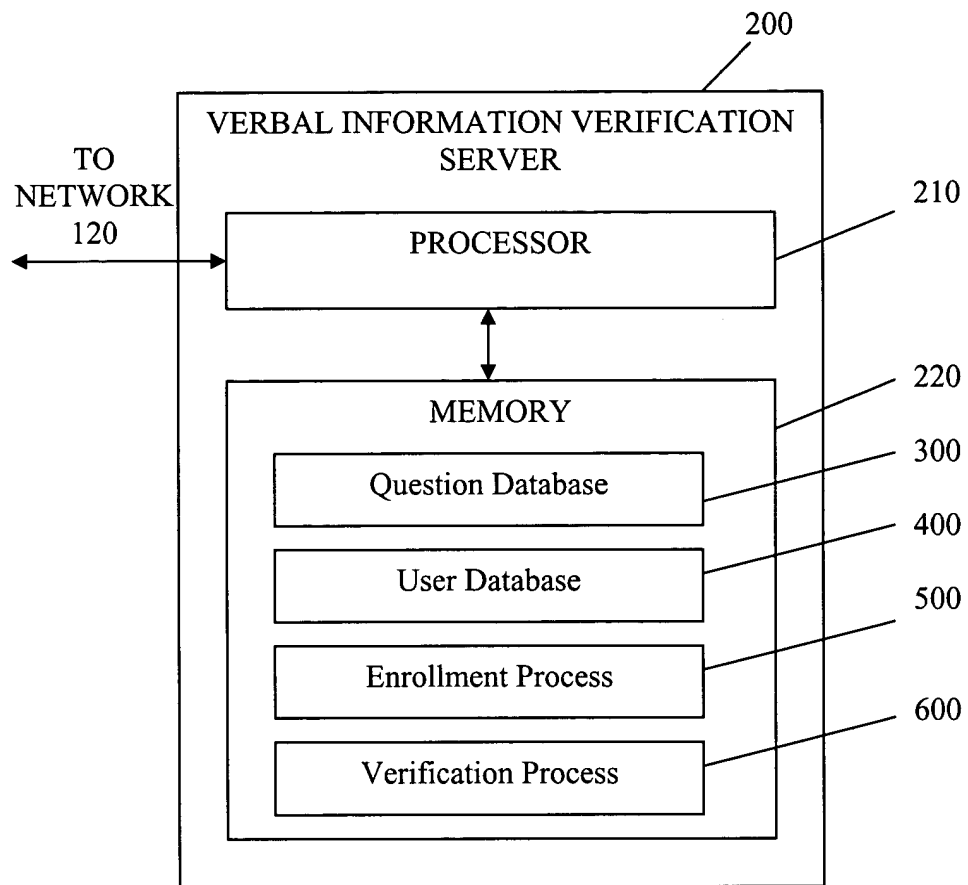 200
VERBAL INFORMATION VERIFICATION
SERVER
TO
NETWORK
120
210
PROCESSOR
220
MEMORY
300
Question Database
400
User Database
500
Enrollment Process
600
Verification Process